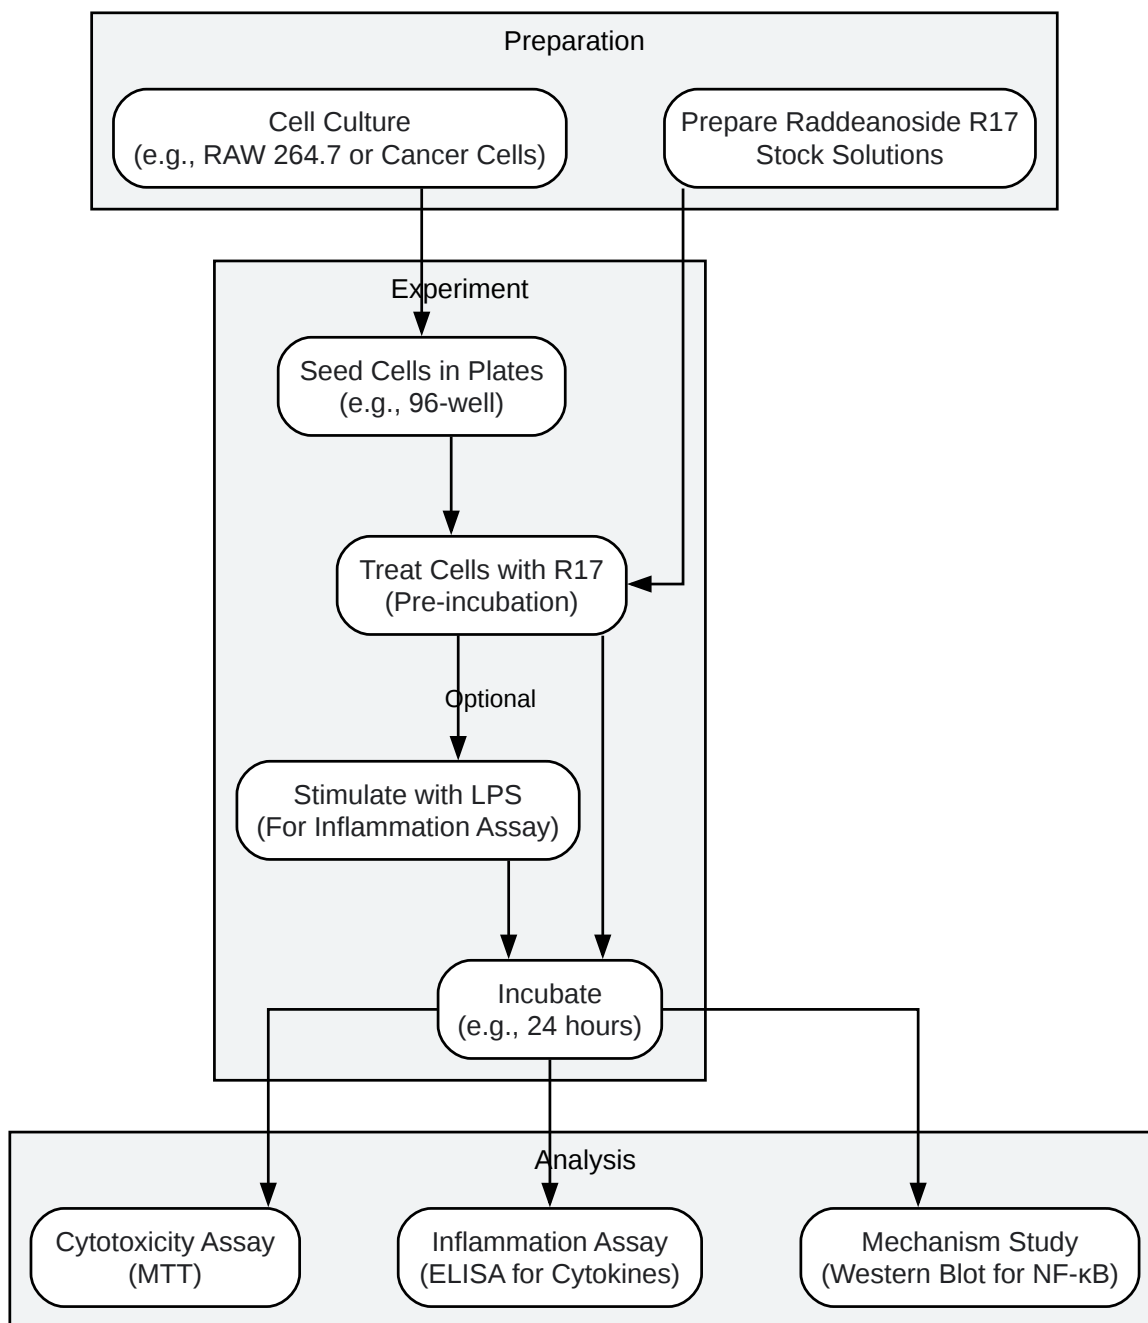 Preparation
Cell Culture
(e.g., RAW 264.7 or Cancer Cells)
Prepare Raddeanoside R17
Stock Solutions
Experiment
Seed Cells in Plates
(e.g., 96-well)
Treat Cells with R17
(Pre-incubation)
Optional
Stimulate with LPS
(For Inflammation Assay)
Incubate
(e.g., 24 hours)
Analysis
Cytotoxicity Assay
(MTT)
Inflammation Assay
(ELISA for Cytokines)
Mechanism Study
(Western Blot for NF-κB)